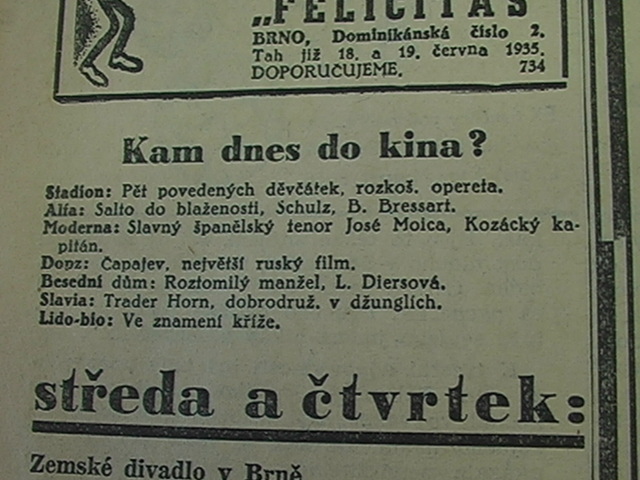 „FELICITAS
BRNO, Dominikánská číslo 2.
Tah již 18. a 19. června 1935.
DOPORUČUJEME. 734
Kam dnes do kina?
Stadion: Pět povedených děvčátek, rozkoš. opereta.
Alfa: Salto do blaženosti, Schulz, B. Bressart.
Moderna: Slavný španělský tenor José Moica, Kozácký ka-
pitán.
Dopz: Čapajev, největší ruský film.
Besední dům: Roztomilý manžel, L. Diersová.
Slavia: Trader Horn, dobrodruž. v džunglích.
Lido-bio: Ve znamení kříže.
středa a čtvrtek:
Zemské divadlo v Brně